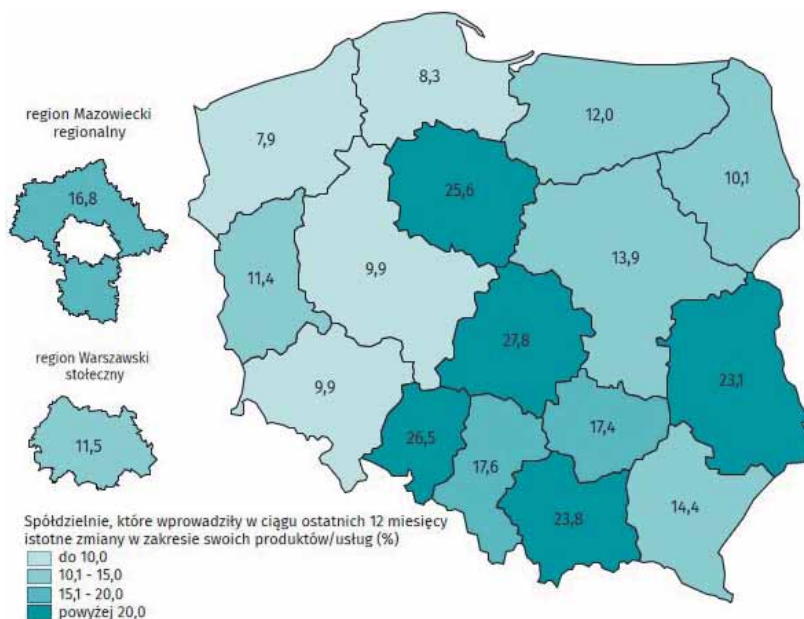 region Mazowiecki
regionalny
16,8
region Warszawski
stołeczny
11,5
8,3
7,9
12,0
10,1
25,6
13,9
9,9
11,4
27,8
23,1
9,9
26,5
17,6
17,4
23,8
14,4
Spółdzielnie, które wprowadziły w ciągu ostatnich 12 miesięcy
istotne zmiany w zakresie swoich produktów/usług (%)
do 10,0
10,1 - 15,0
15,1 - 20,0
powyżej 20,0